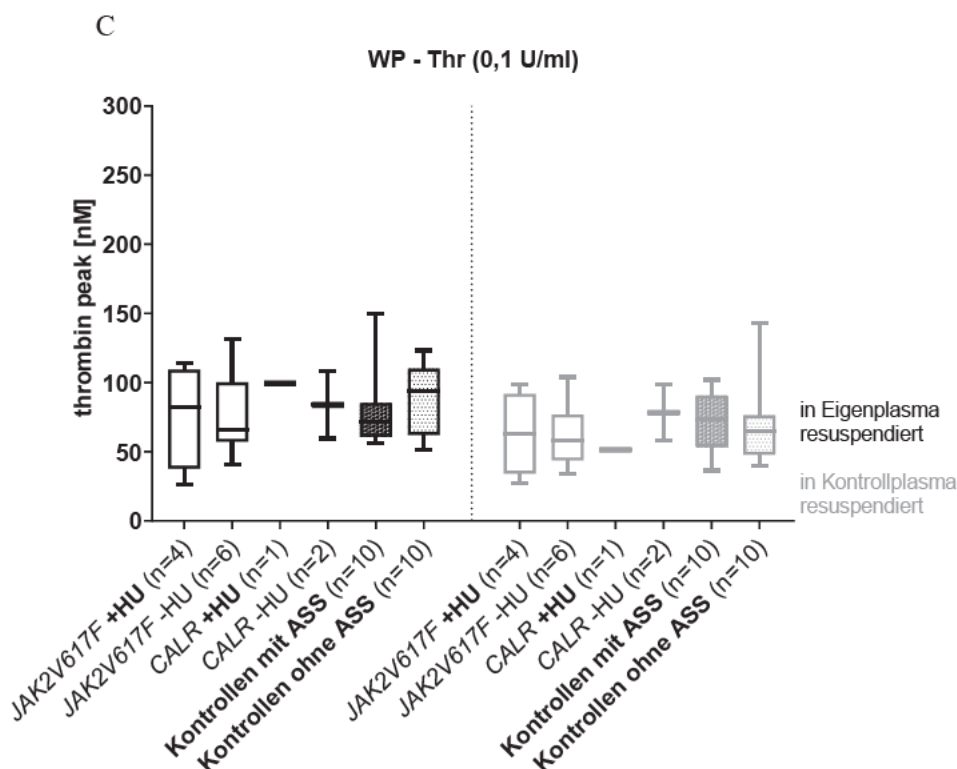 C
WP - Thr (0,1 U/ml)
thrombin peak [nM]
300
250
200
150
100
50
0
JAK2V617F +HU (n=4)
JAK2V617F -HU (n=6)
CALR +HU (n=1)
CALR -HU (n=2)
Kontrollen mit ASS (n=10)
Kontrollen ohne ASS (n=10)
JAK2V617F +HU (n=4)
JAK2V617F -HU (n=6)
CALR +HU (n=1)
CALR -HU (n=2)
Kontrollen mit ASS (n=10)
Kontrollen ohne ASS (n=10)
in Eigenplasma
resuspendiert
in Kontrollplasma
resuspendiert